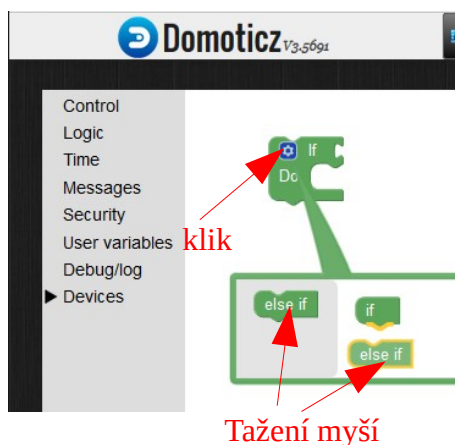 Domoticz V3.5691
Control
Logic
Time
Messages
Security
User variables
Debug/log
Devices
If
Do
klik
else if
if
else if
Tažení myší